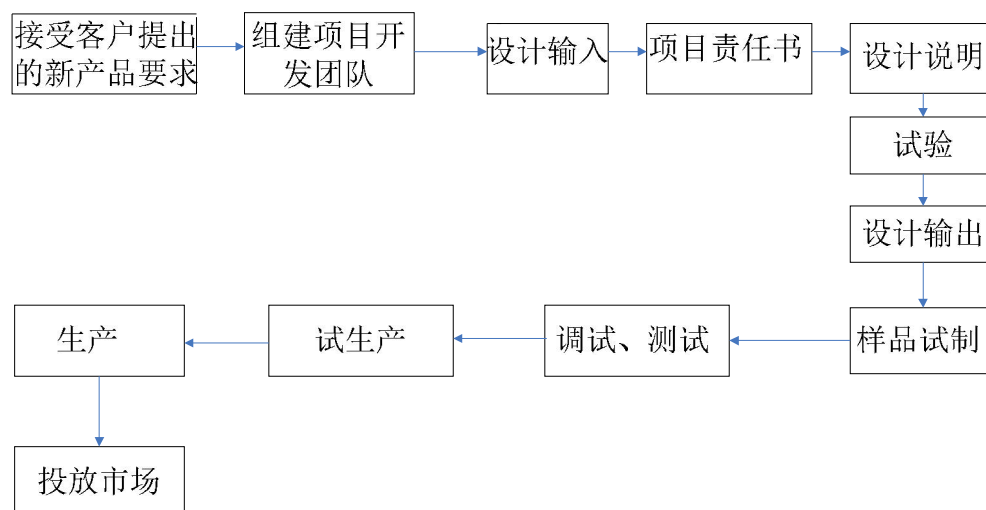 接受客户提出
的新产品要求
组建项目开
发团队
设计输入
项目责任书
设计说明
试验
设计输出
样品试制
调试、测试
试生产
生产
投放市场